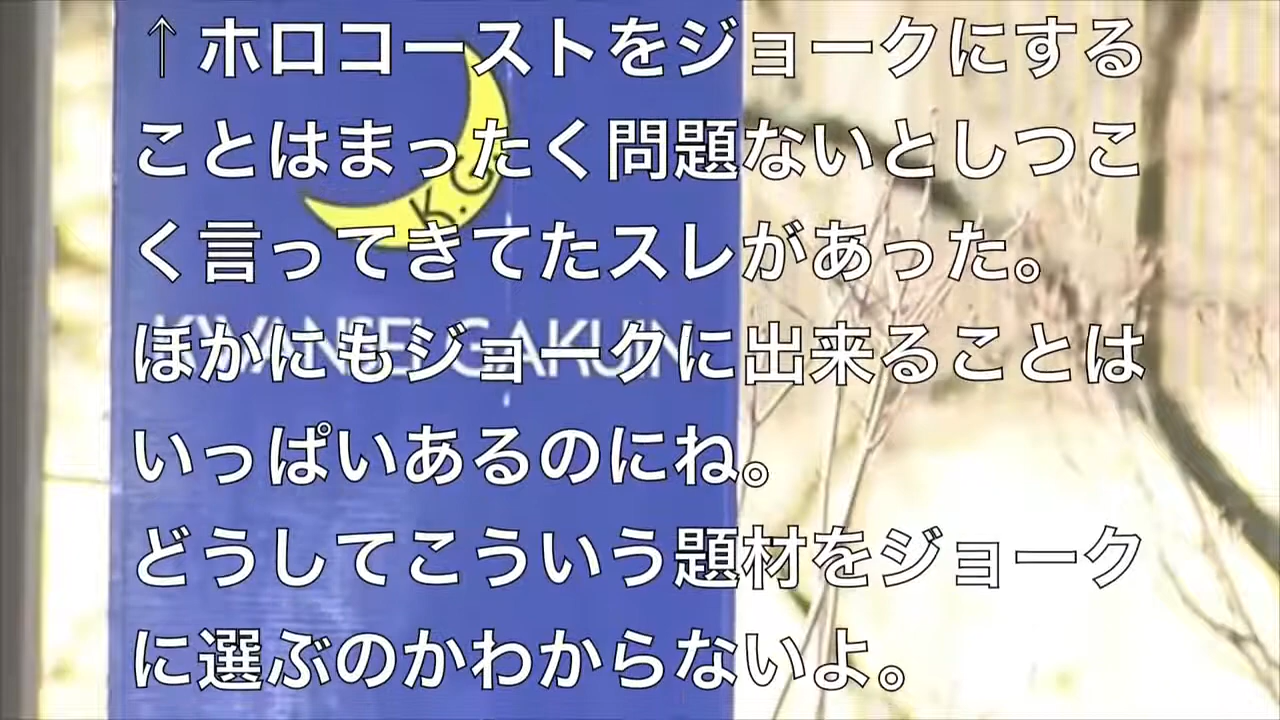 ↑ホロコーストをジョークにする
ことはまったく問題ないとしつこ
く言ってきてたスレがあった。
ほかにもジョークに出来ることは
いっぱいあるのにね。
どうしてこういう題材をジョーク
に選ぶのかわからないよ。
K.G.
KWANSEI GAKUIN